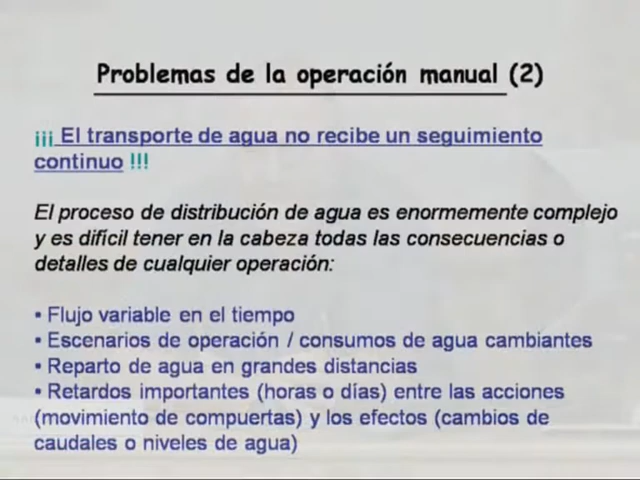 Problemas de la operación manual (2)
¡¡¡ El transporte de agua no recibe un seguimiento
continuo !!!
El proceso de distribución de agua es enormemente complejo
y es difícil tener en la cabeza todas las consecuencias o
detalles de cualquier operación:
• Flujo variable en el tiempo
• Escenarios de operación / consumos de agua cambiantes
• Reparto de agua en grandes distancias
• Retardos importantes (horas o días) entre las acciones
(movimiento de compuertas) y los efectos (cambios de
caudales o niveles de agua)